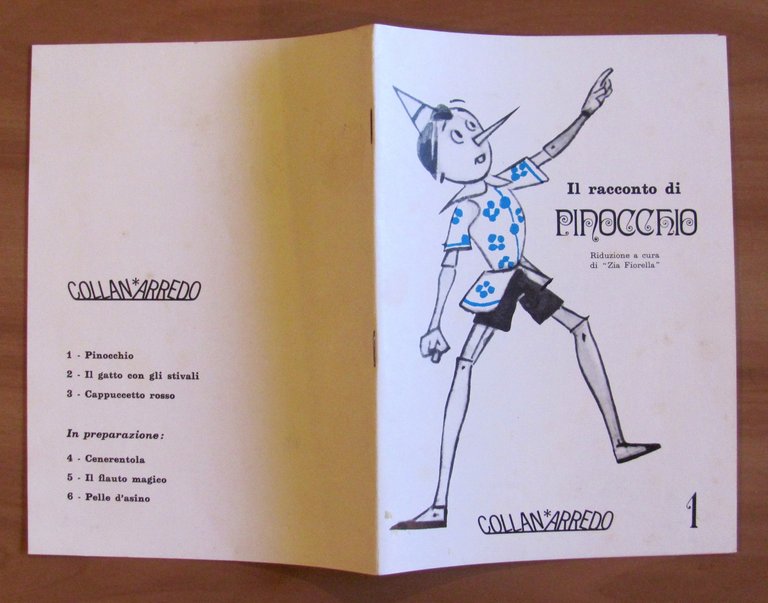 COLLAN*ARREDO
1 - Pinocchio
2 - Il gatto con gli stivali
3 - Cappuccetto rosso
In preparazione:
4 - Cenerentola
5 - Il flauto magico
6 - Pelle d'asino
Il racconto di
PINOCCHIO
Riduzione a cura
di "Zia Fiorella"
COLLAN*ARREDO
1